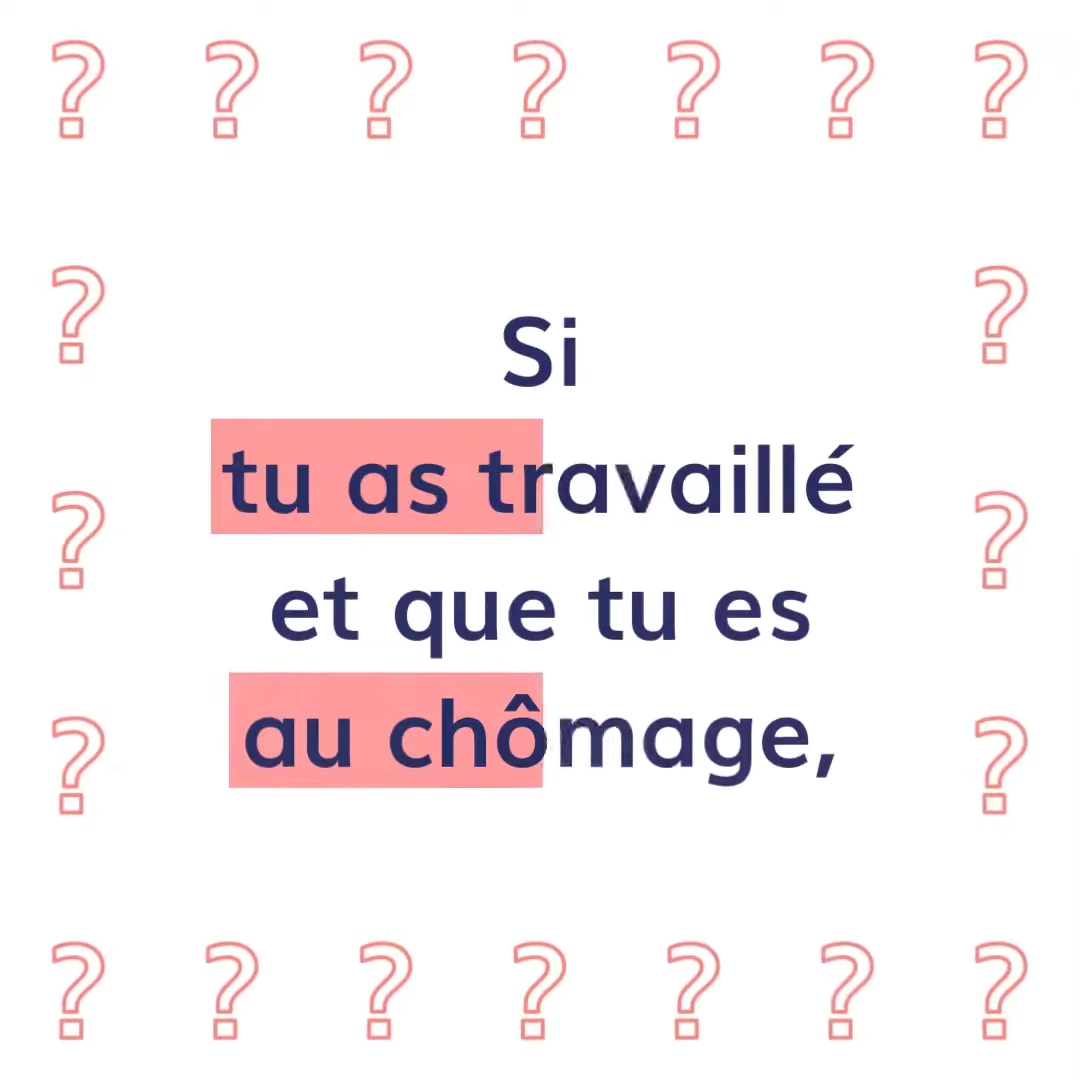 ? ? ? ? ? ? ?
? ?
Si
tu as travaillé
? ?
et que tu es
au chômage,
? ?
? ? ? ? ? ? ?